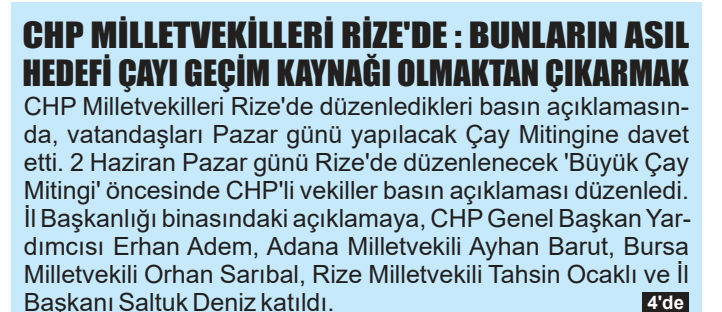 CHP MİLLETVEKİLLERİ RİZE'DE : BUNLARIN ASIL
HEDEFİ ÇAYI GEÇİM KAYNAĞI OLMAKTAN ÇIKARMAK
CHP Milletvekilleri Rize'de düzenledikleri basın açıklamasın-
da, vatandaşları Pazar günü yapılacak Çay Mitingine davet
etti. 2 Haziran Pazar günü Rize'de düzenlenecek 'Büyük Çay
Mitingi' öncesinde CHP'li vekiller basın açıklaması düzenledi.
İl Başkanlığı binasındaki açıklamaya, CHP Genel Başkan Yar-
dımcısı Erhan Adem, Adana Milletvekili Ayhan Barut, Bursa
Milletvekili Orhan Sarıbal, Rize Milletvekili Tahsin Ocaklı ve İl
Başkanı Saltuk Deniz katıldı. 4'de